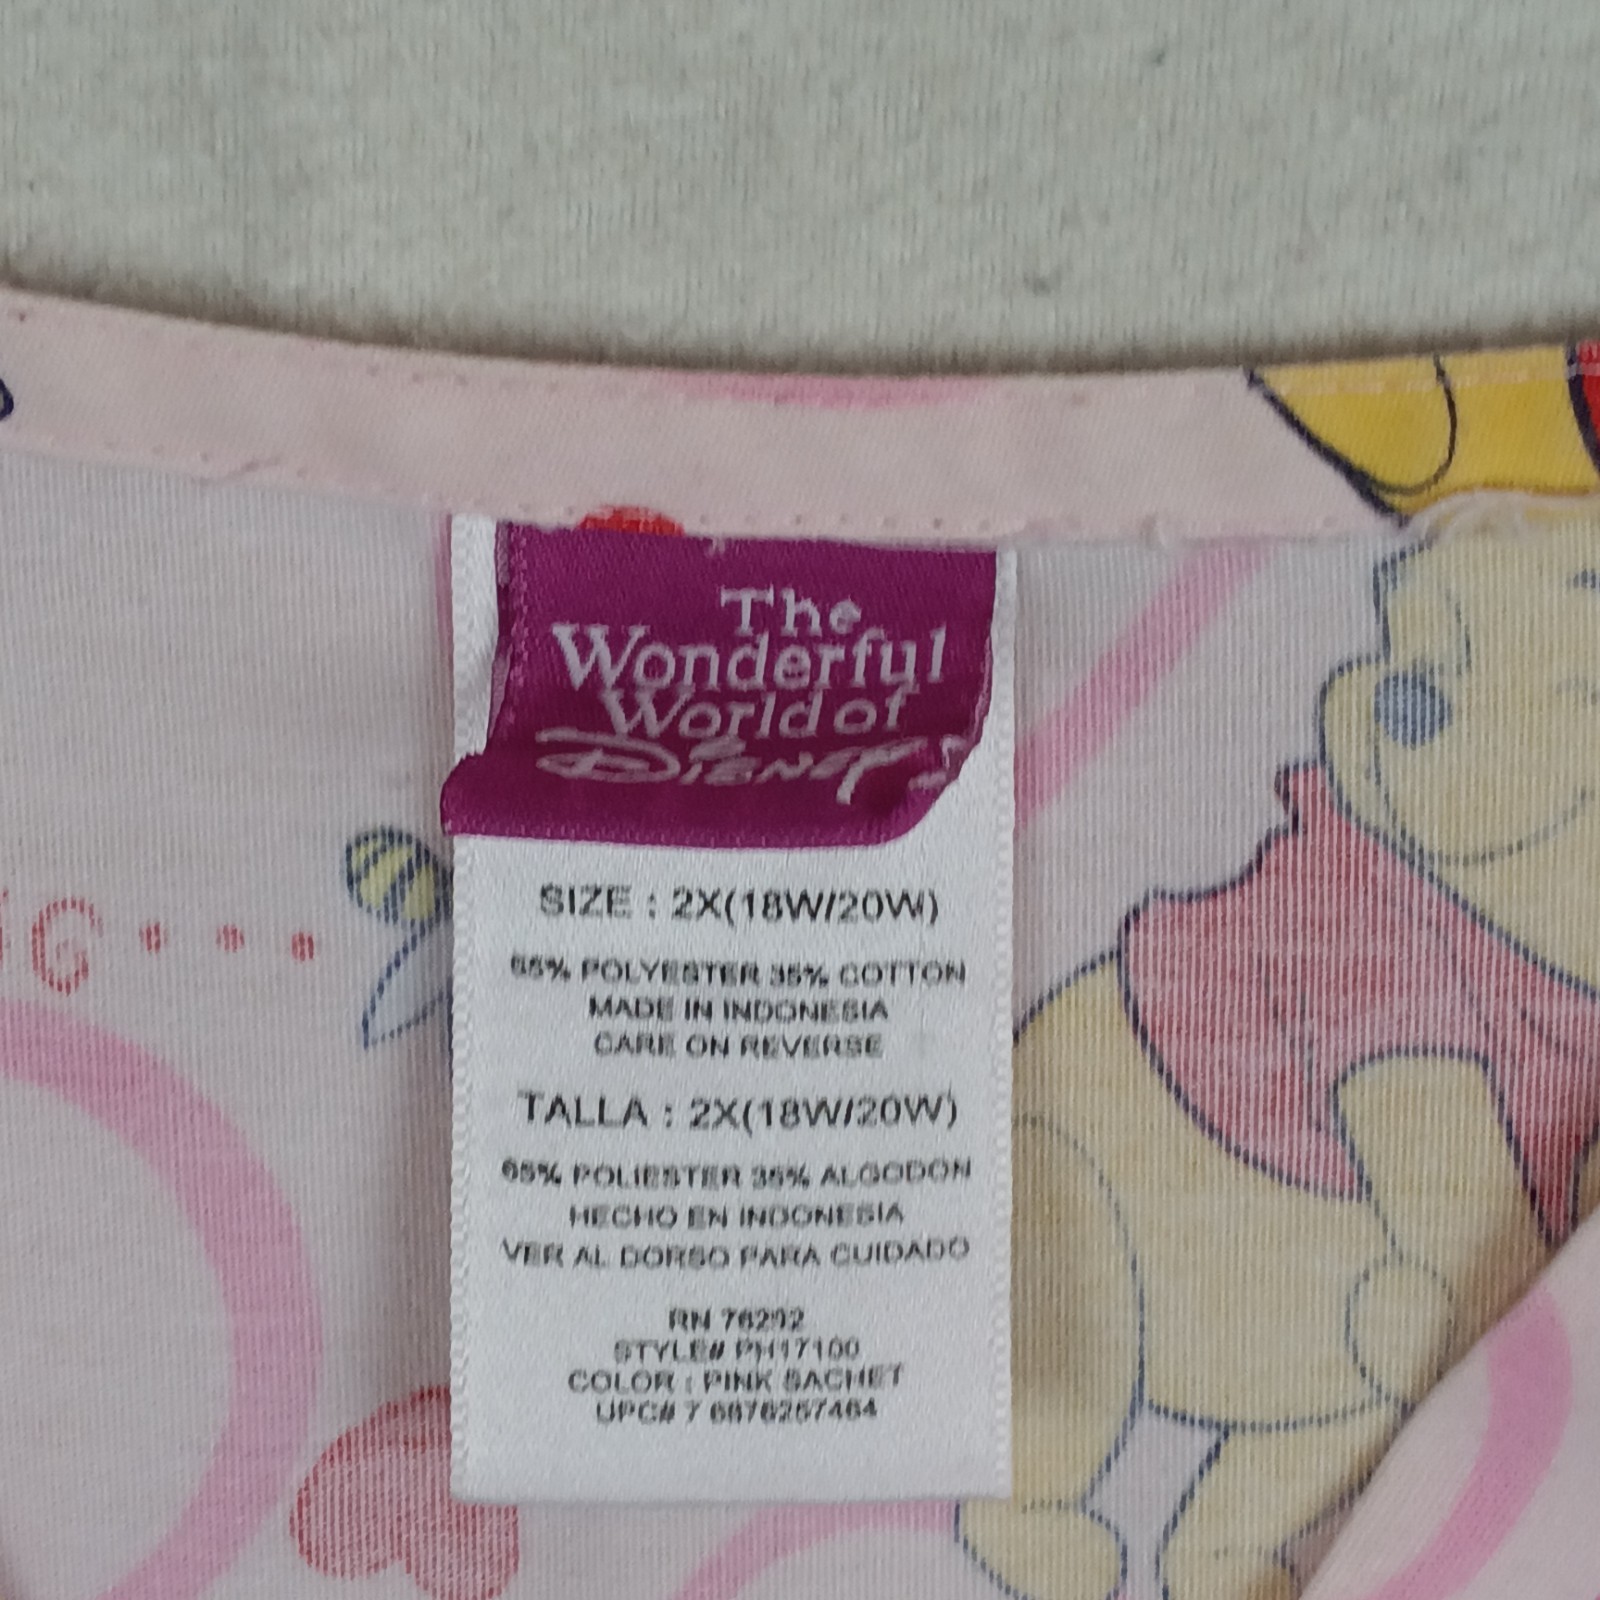 The
Wonderful
World of
Disney
SIZE : 2X(18W/20W)
65% POLYESTER 35% COTTON
MADE IN INDONESIA
CARE ON REVERSE
TALLA : 2X(18W/20W)
65% POLIESTER 35% ALGODON
HECHO EN INDONESIA
VER AL DORSO PARA CUIDADO
RN 76292
STYLE# PH17100
COLOR : PINK SACHET
UPC# 7